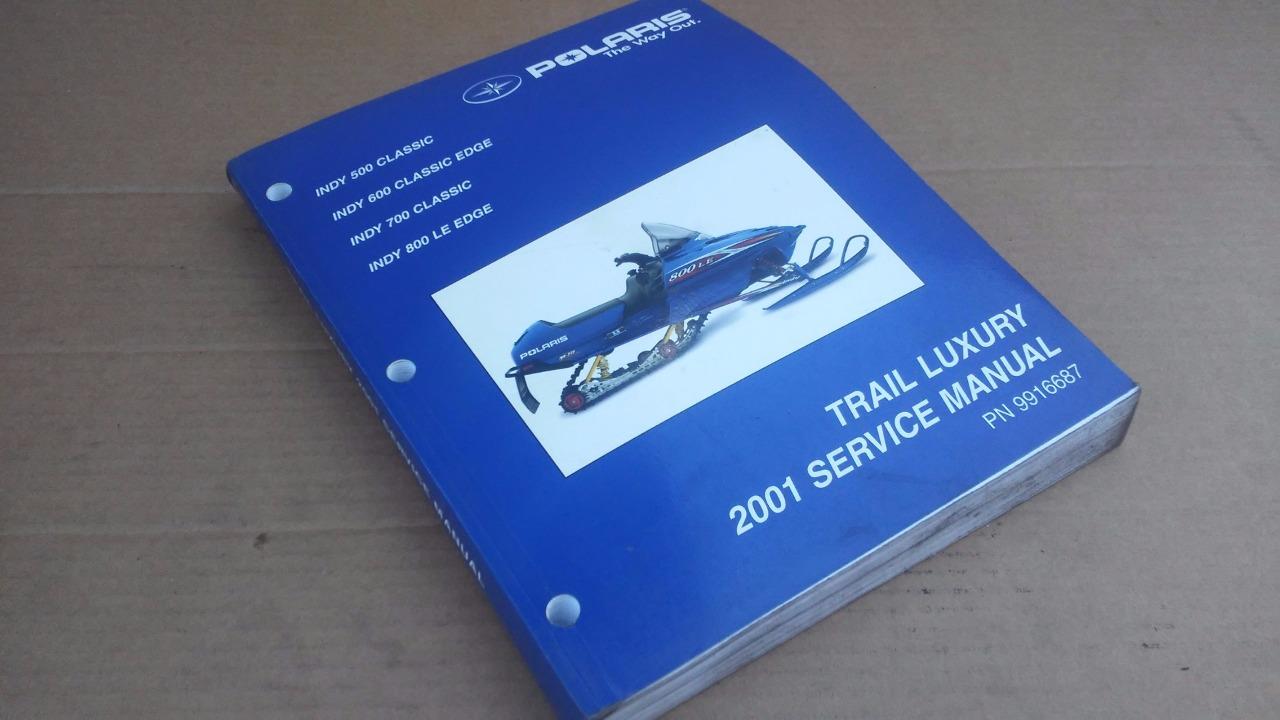 POLARIS®
The Way Out.
INDY 500 CLASSIC
INDY 600 CLASSIC EDGE
INDY 700 CLASSIC
INDY 800 LE EDGE
800 LE
POLARIS
TRAIL LUXURY
2001 SERVICE MANUAL
PN 9916687
MANUAL